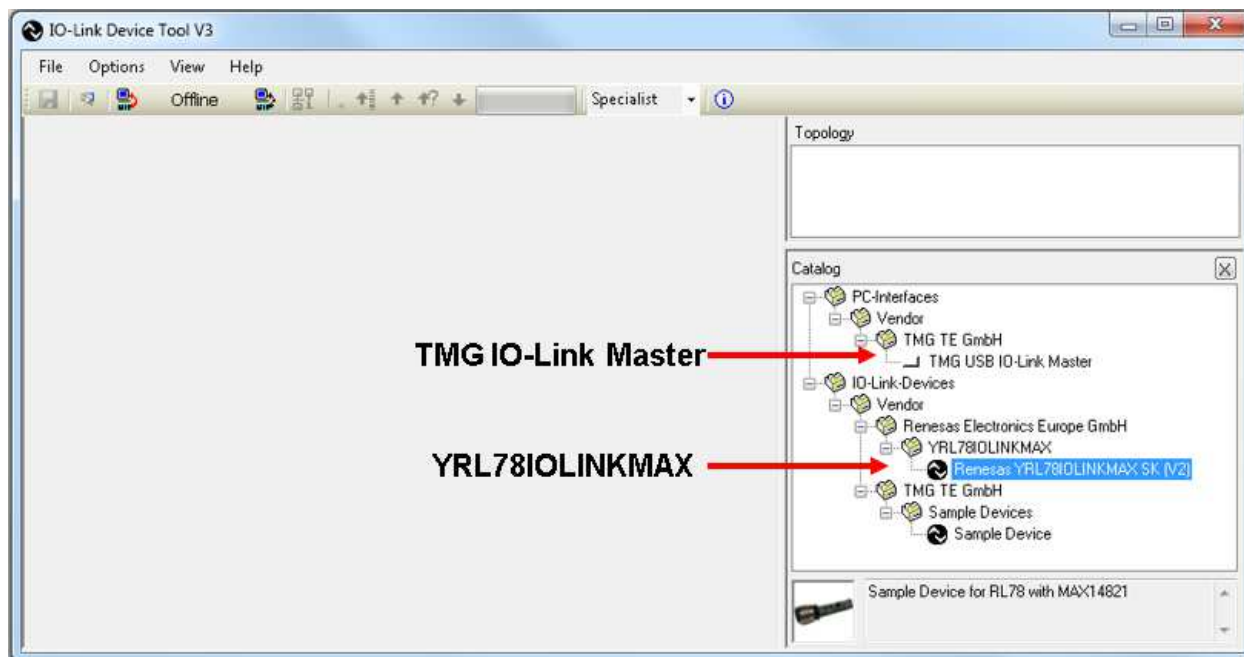 IO-Link Device Tool V3
File Options View Help
Offline Specialist
Topology
Catalog
PC-Interfaces
Vendor
TMG TE GmbH
TMG IO-Link Master
TMG USB IO-Link Master
IO-Link-Devices
Vendor
Renesas Electronics Europe GmbH
YRL78IOLINKMAX
YRL78IOLINKMAX
Renesas YRL78IOLINKMAX SK (V2)
TMG TE GmbH
Sample Devices
Sample Device
Sample Device for RL78 with MAX14821